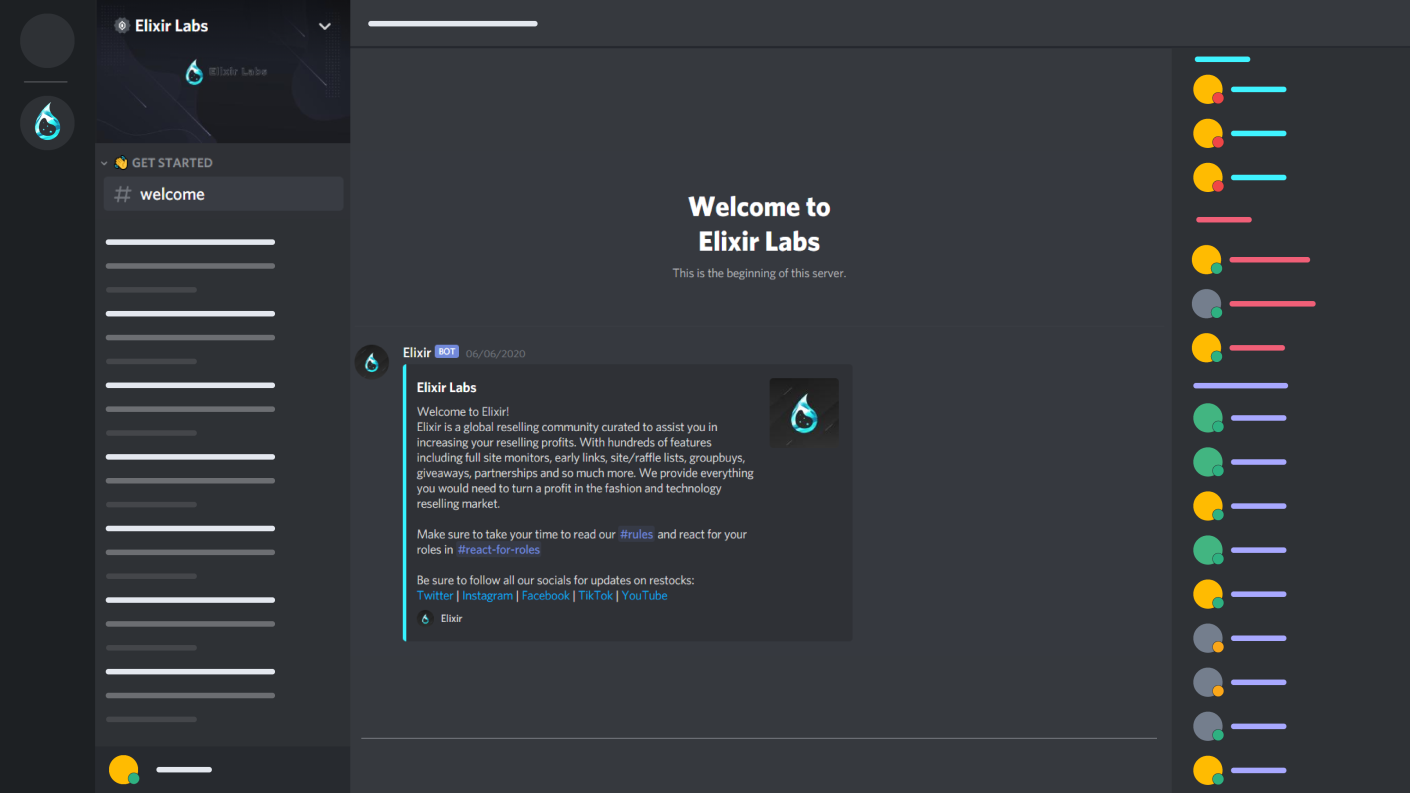 Elixir Labs
Elixir Labs
GET STARTED
# welcome
Welcome to
Elixir Labs
This is the beginning of this server.
Elixir BOT 06/06/2020
Elixir Labs
Welcome to Elixir!
Elixir is a global reselling community curated to assist you in
increasing your reselling profits. With hundreds of features
including full site monitors, early links, site/raffle lists, groupbuys,
giveaways, partnerships and so much more. We provide everything
you would need to turn a profit in the fashion and technology
reselling market.
Make sure to take your time to read our #rules and react for your
roles in #react-for-roles
Be sure to follow all our socials for updates on restocks:
Twitter | Instagram | Facebook | TikTok | YouTube
Elixir